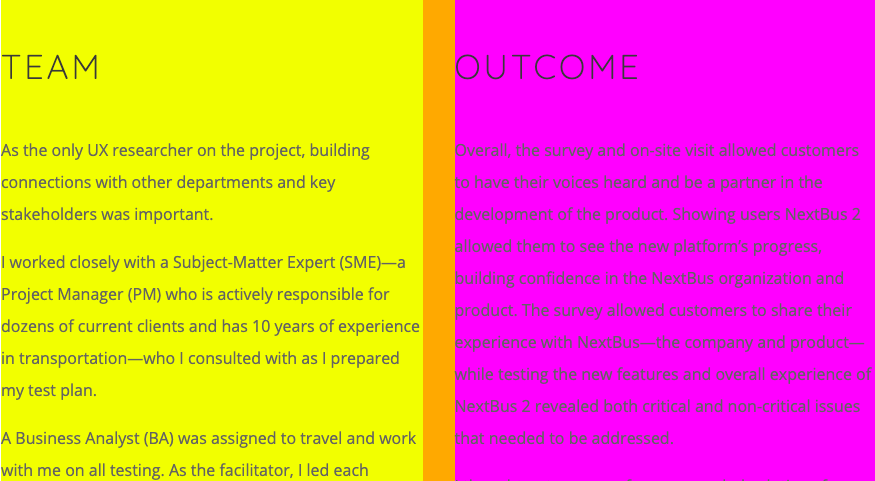 TEAM
As the only UX researcher on the project, building
connections with other departments and key
stakeholders was important.
I worked closely with a Subject-Matter Expert (SME)—a
Project Manager (PM) who is actively responsible for
dozens of current clients and has 10 years of experience
in transportation—who I consulted with as I prepared
my test plan.
A Business Analyst (BA) was assigned to travel and work
with me on all testing. As the facilitator, I led each
OUTCOME
Overall, the survey and on-site visit allowed customers
to have their voices heard and be a partner in the
development of the product. Showing users NextBus 2
allowed them to see the new platform's progress,
building confidence in the NextBus organization and
product. The survey allowed customers to share their
experience with NextBus—the company and product—
while testing the new features and overall experience of
NextBus 2 revealed both critical and non-critical issues
that needed to be addressed.